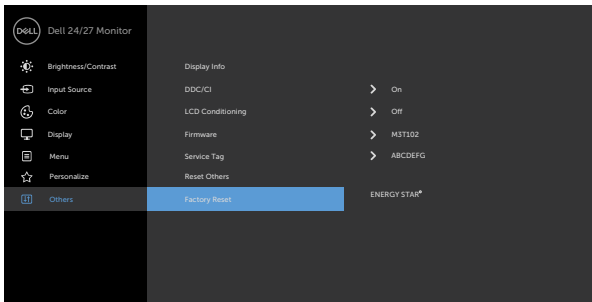 DELL Dell 24/27 Monitor
Brightness/Contrast Display Info
Input Source DDC/CI On
Color LCD Conditioning Off
Display Firmware M3T102
Menu Service Tag ABCDEFG
Personalize Reset Others
Others Factory Reset ENERGY STAR®